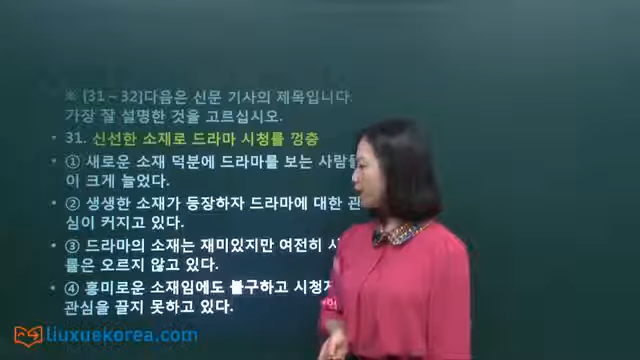 ※ [31～32]다음은 신문 기사의 제목입니다.
가장 잘 설명한 것을 고르십시오.
• 31. 신선한 소재로 드라마 시청률 껑충
• ① 새로운 소재 덕분에 드라마를 보는 사람들
이 크게 늘었다.
• ② 생생한 소재가 등장하자 드라마에 대한 관
심이 커지고 있다.
• ③ 드라마의 소재는 재미있지만 여전히
률은 오르지 않고 있다.
• ④ 흥미로운 소재임에도 불구하고 시청자
관심을 끌지 못하고 있다.
liuxuekorea.com